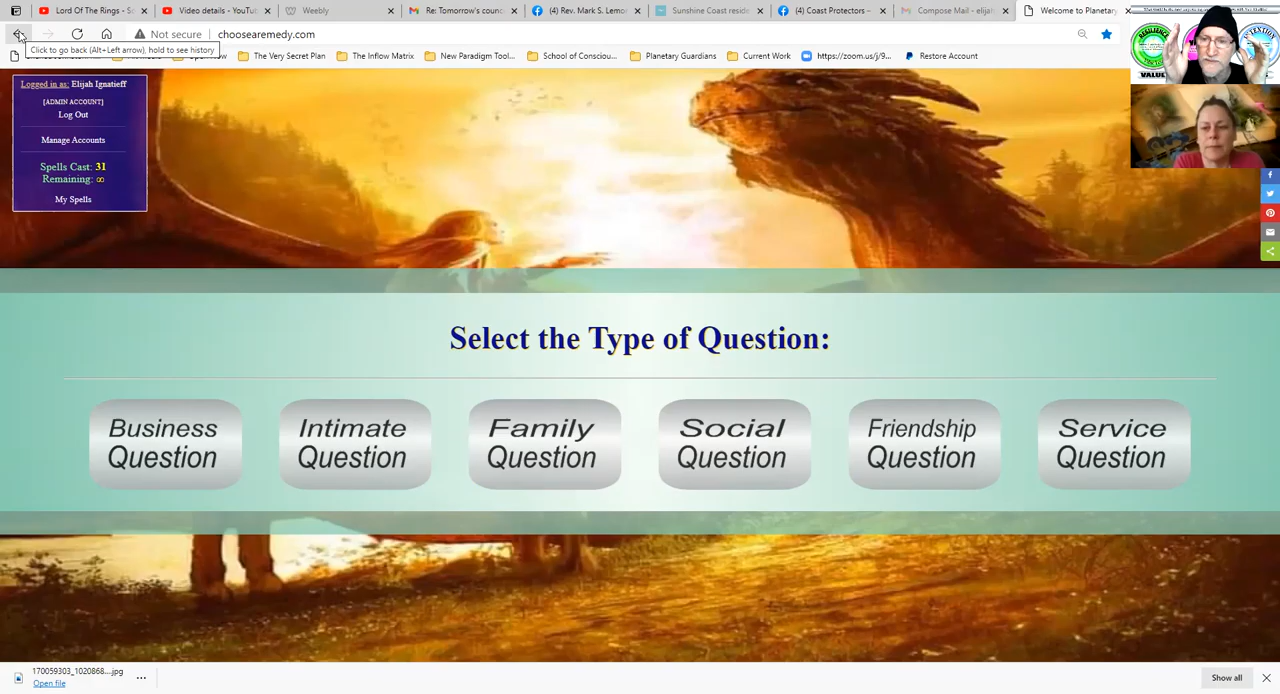 Lord Of The Rings - S
Video details - YouTu
Weebly
Re: Tomorrow's counc
(4) Rev. Mark S. Lemo
Sunshine Coast resid
(4) Coast Protectors –
Compose Mail - elijah
Welcome to Planetary
Not secure
choosearemedy.com
Click to go back (Alt+Left arrow), hold to see history
The Very Secret Plan
The Inflow Matrix
New Paradigm Tool...
School of Consciou...
Planetary Guardians.
Current Work
https://zoom.us/j/9...
Restore Account
RESILIENCE
VALUE
Logged in as: Elijah Ignatieff
[ADMIN ACCOUNT]
Log Out
Manage Accounts
Spells Cast: 31
Remaining: ∞
My Spells
Select the Type of Question:
Business Question
Intimate Question
Family Question
Social Question
Friendship Question
Service Question
170059303_1020868....jpg
Open file
Show all